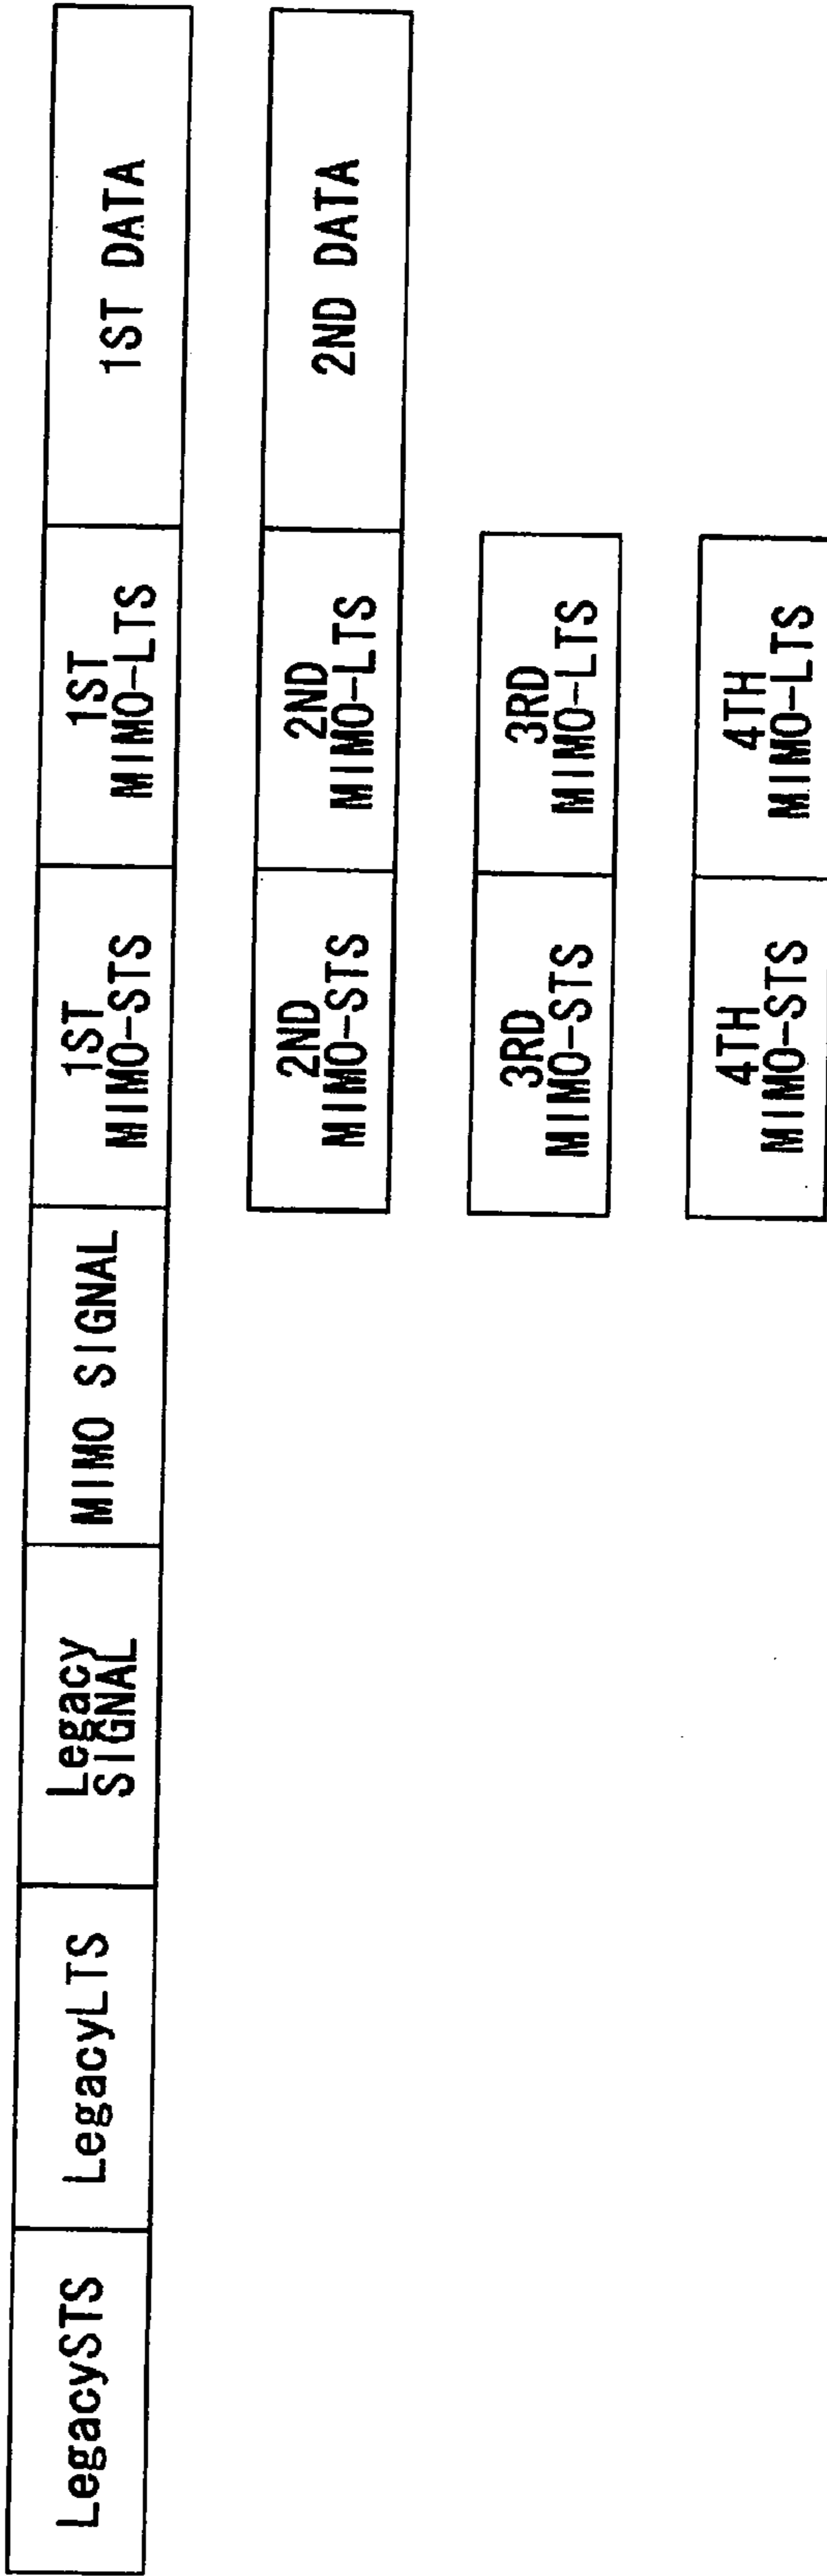 LegacySTS
LegacyLTS
Legacy
SIGNAL
MIMO SIGNAL
1ST
MIMO-STS
1ST
MIMO-LTS
1ST DATA
2ND
MIMO-STS
2ND
MIMO-LTS
2ND DATA
3RD
MIMO-STS
3RD
MIMO-LTS
4TH
MIMO-STS
4TH
MIMO-LTS